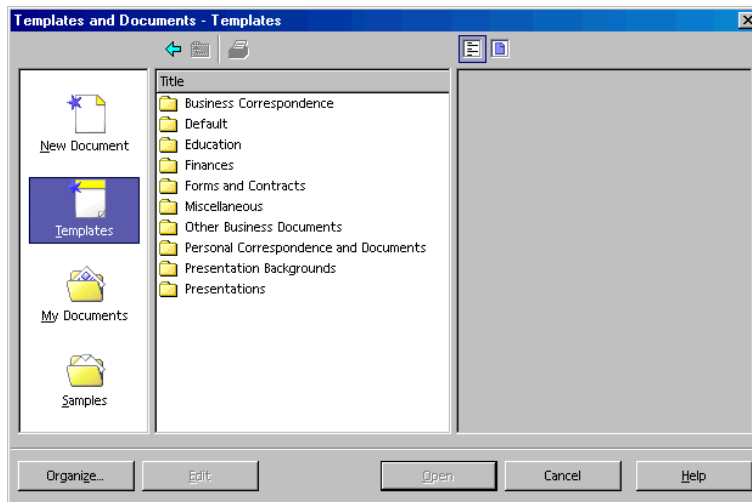 Templates and Documents - Templates
Title
New Document
Templates
My Documents
Samples
Business Correspondence
Default
Education
Finances
Forms and Contracts
Miscellaneous
Other Business Documents
Personal Correspondence and Documents
Presentation Backgrounds
Presentations
Organize...
Edit
Open
Cancel
Help